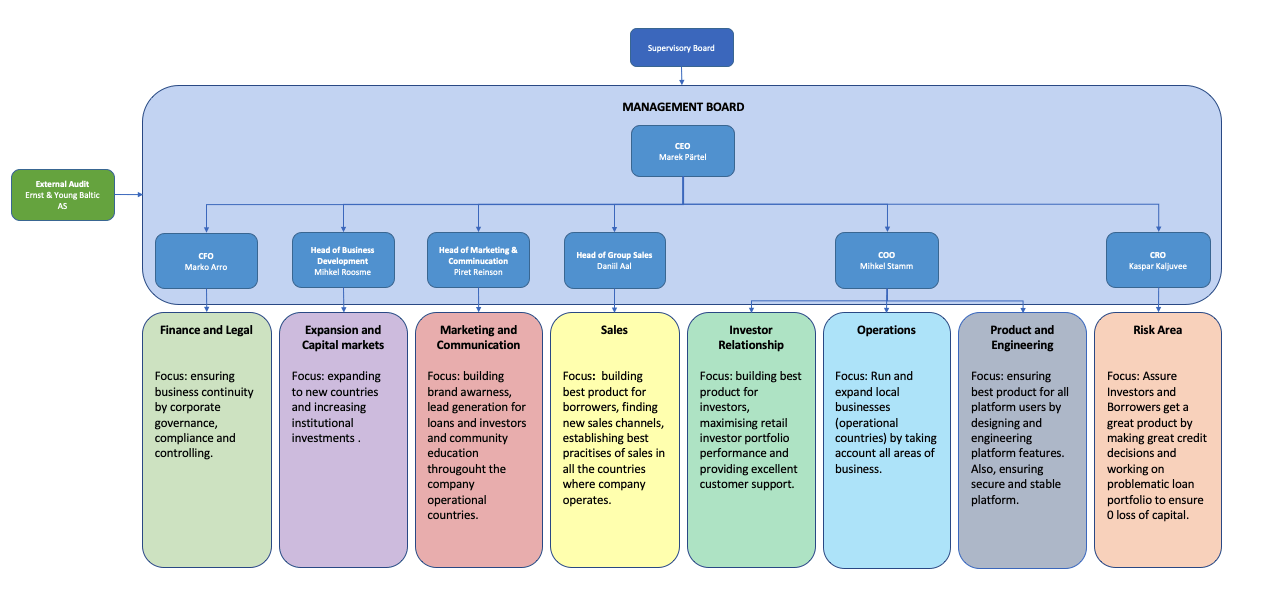 Supervisory Board
MANAGEMENT BOARD
CEO
Marek Pärtel
External Audit
Ernst & Young Baltic
AS
CFO
Marko Arro
Head of Business
Development
Mihkel Roosme
Head of Marketing &
Comminucation
Piret Reinson
Head of Group Sales
Daniil Aal
COO
Mihkel Stamm
CRO
Kaspar Kaljuvee
Finance and Legal
Focus: ensuring
business continuity
by corporate
governance,
compliance and
controlling.
Expansion and
Capital markets
Focus: expanding
to new countries
and increasing
institutional
investments .
Marketing and
Communication
Focus: building
brand awarness,
lead generation for
loans and investors
and community
education
througouht the
company
operational
countries.
Sales
Focus:  building
best product for
borrowers, finding
new sales channels,
establishing best
practises of sales in
all the countries
where company
operates.
Investor
Relationship
Focus: building best
product for
investors,
maximising retail
investor portfolio
performance and
providing excellent
customer support.
Operations
Focus: Run and
expand local
businesses
(operational
countries) by taking
account all areas of
business.
Product and
Engineering
Focus: ensuring
best product for all
platform users by
designing and
engineering
platform features.
Also, ensuring
secure and stable
platform.
Risk Area
Focus: Assure
Investors and
Borrowers get a
great product by
making great credit
decisions and
working on
problematic loan
portfolio to ensure
0 loss of capital.